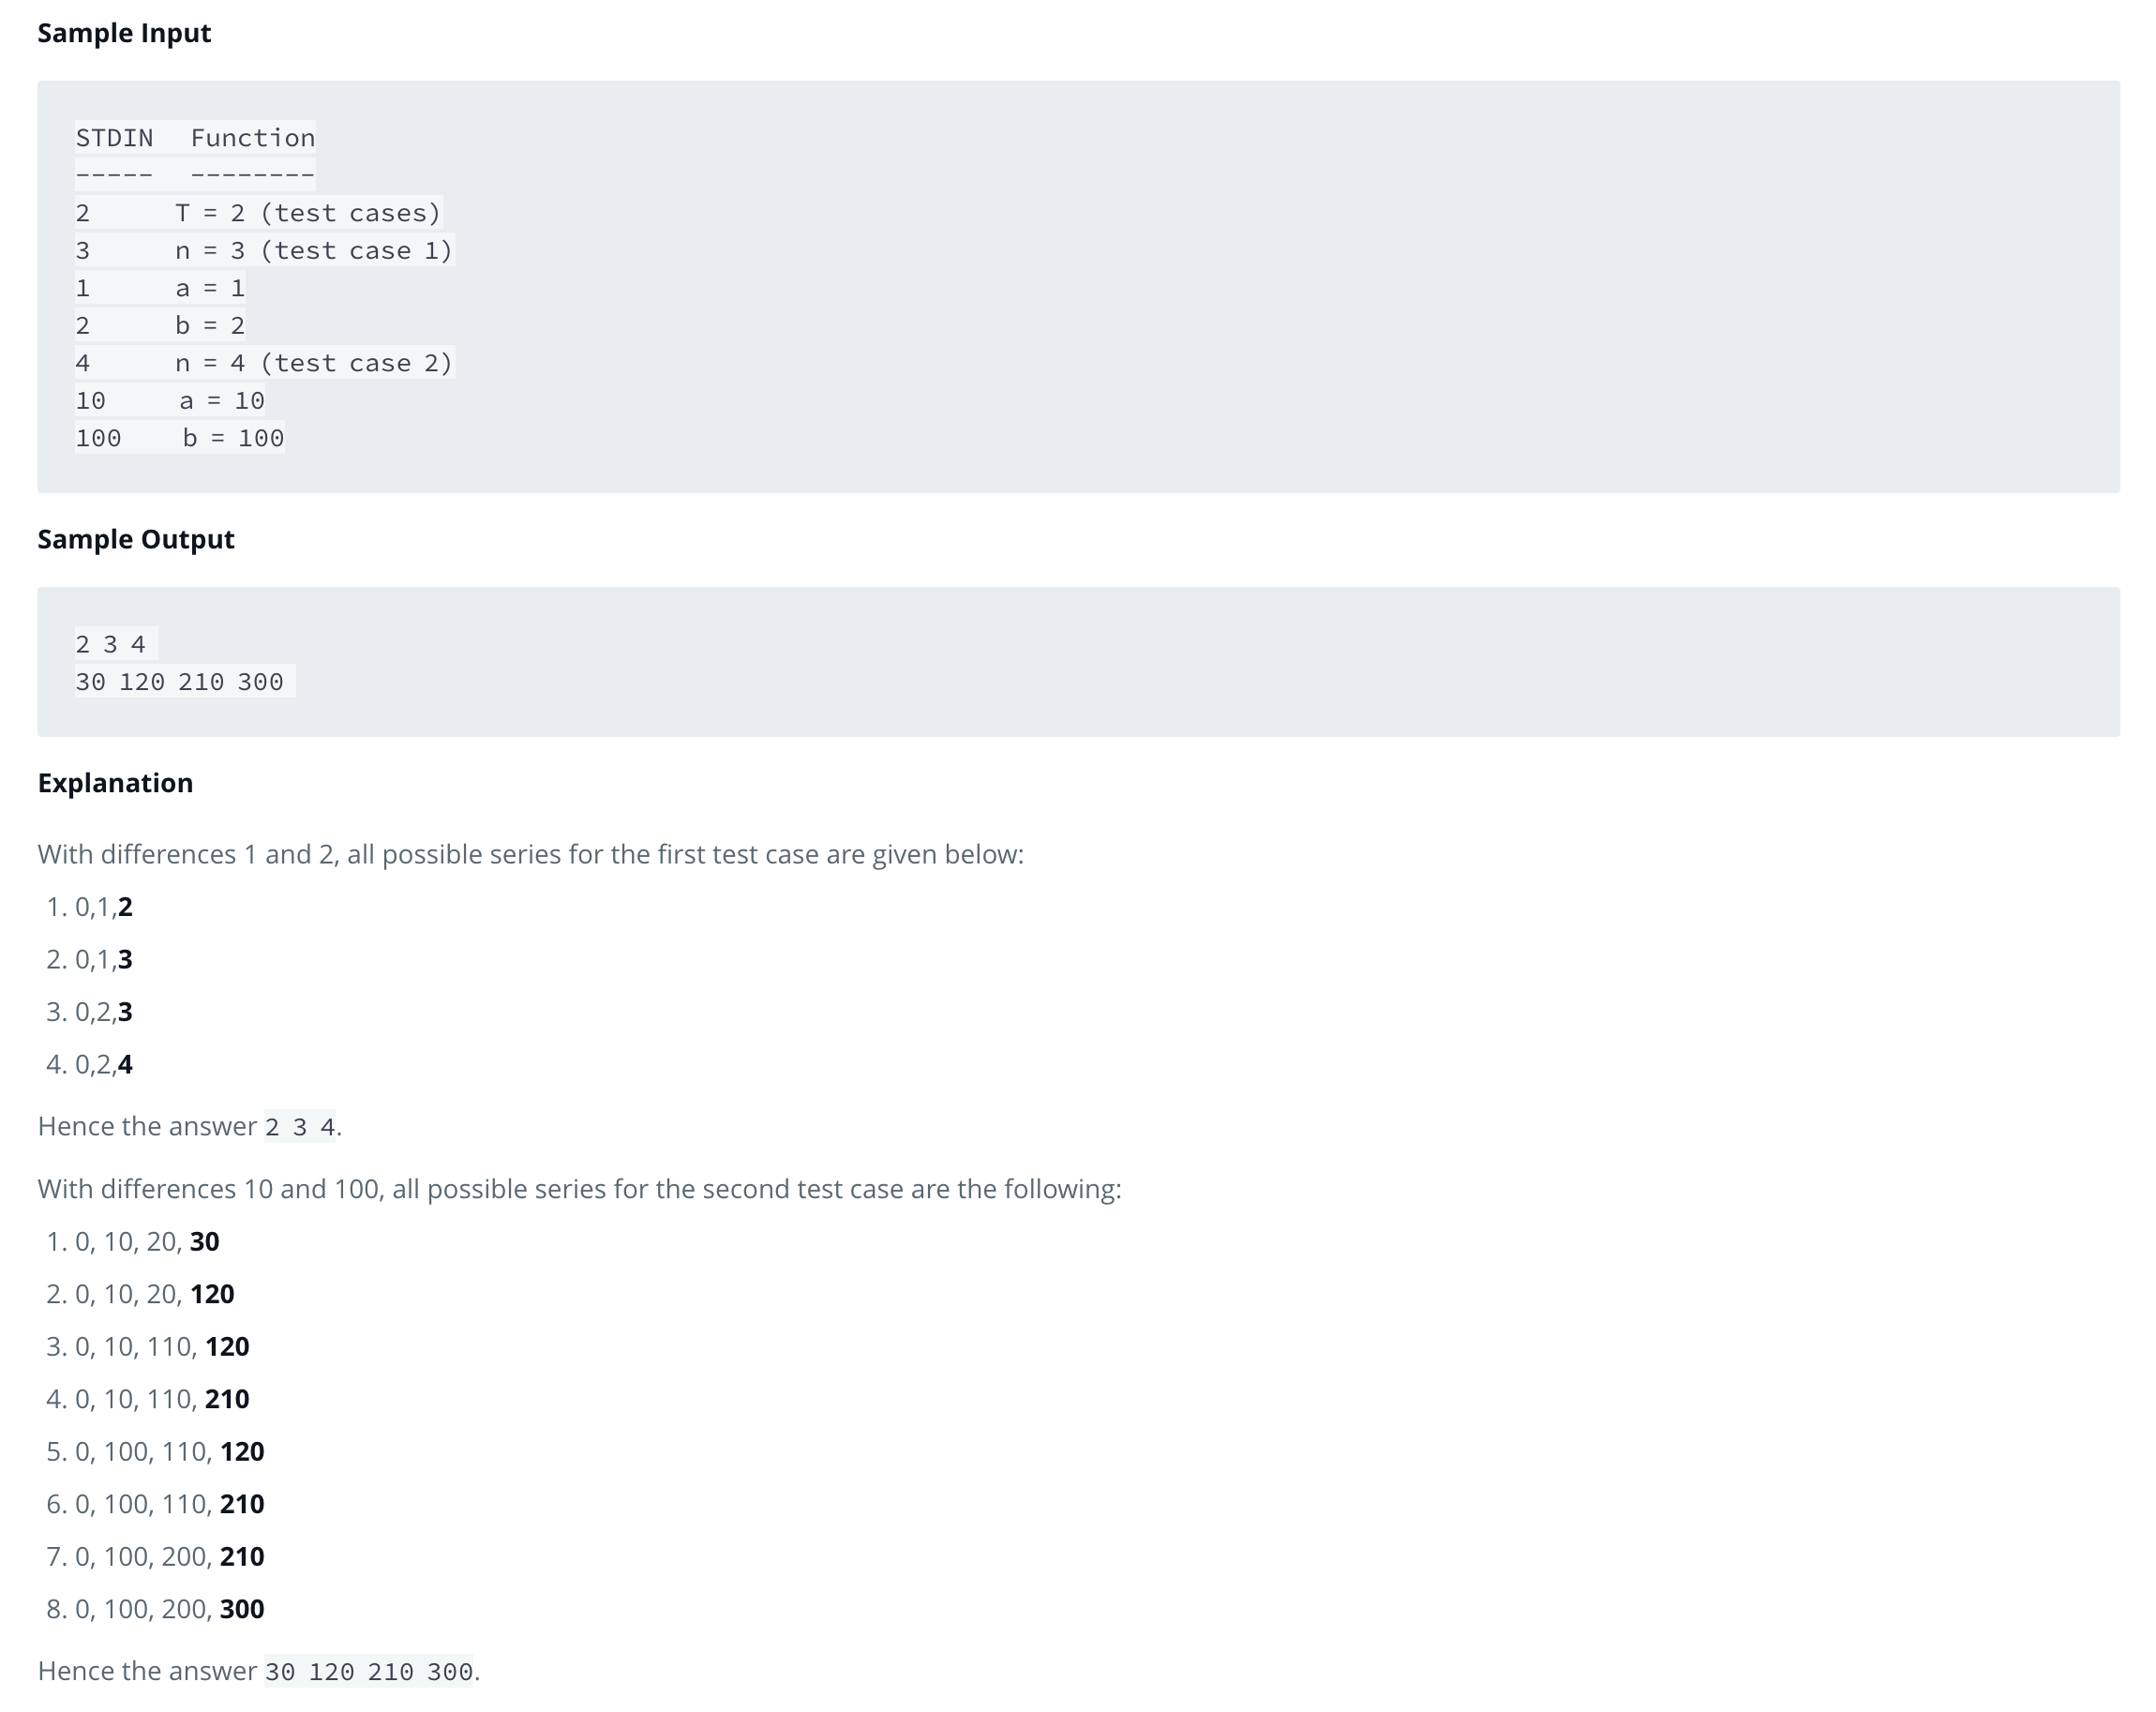 Sample Input
STDIN  Function
-----  --------
2      T = 2 (test cases)
3      n = 3 (test case 1)
1      a = 1
2      b = 2
4      n = 4 (test case 2)
10     a = 10
100    b = 100
Sample Output
2 3 4
30 120 210 300
Explanation
With differences 1 and 2, all possible series for the first test case are given below:
1. 0,1,2
2. 0,1,3
3. 0,2,3
4. 0,2,4
Hence the answer 2 3 4.
With differences 10 and 100, all possible series for the second test case are the following:
1. 0, 10, 20, 30
2. 0, 10, 20, 120
3. 0, 10, 110, 120
4. 0, 10, 110, 210
5. 0, 100, 110, 120
6. 0, 100, 110, 210
7. 0, 100, 200, 210
8. 0, 100, 200, 300
Hence the answer 30 120 210 300.